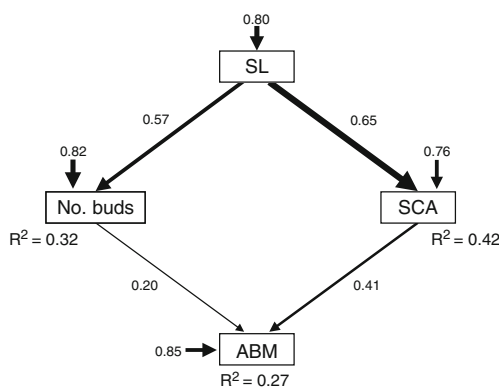 0.80
SL
0.57
0.65
0.82
0.76
No. buds
SCA
R² = 0.32
R² = 0.42
0.20
0.41
0.85
ABM
R² = 0.27